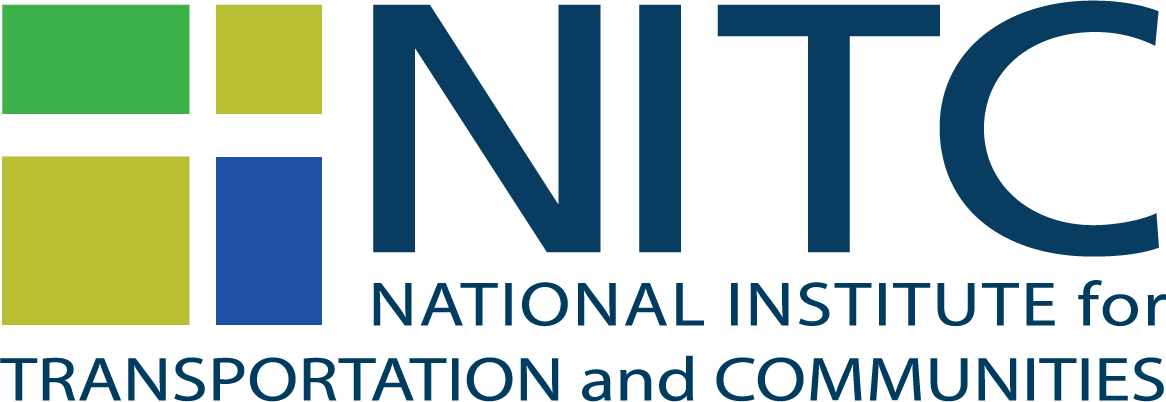 NITC
NATIONAL INSTITUTE for
TRANSPORTATION and COMMUNITIES